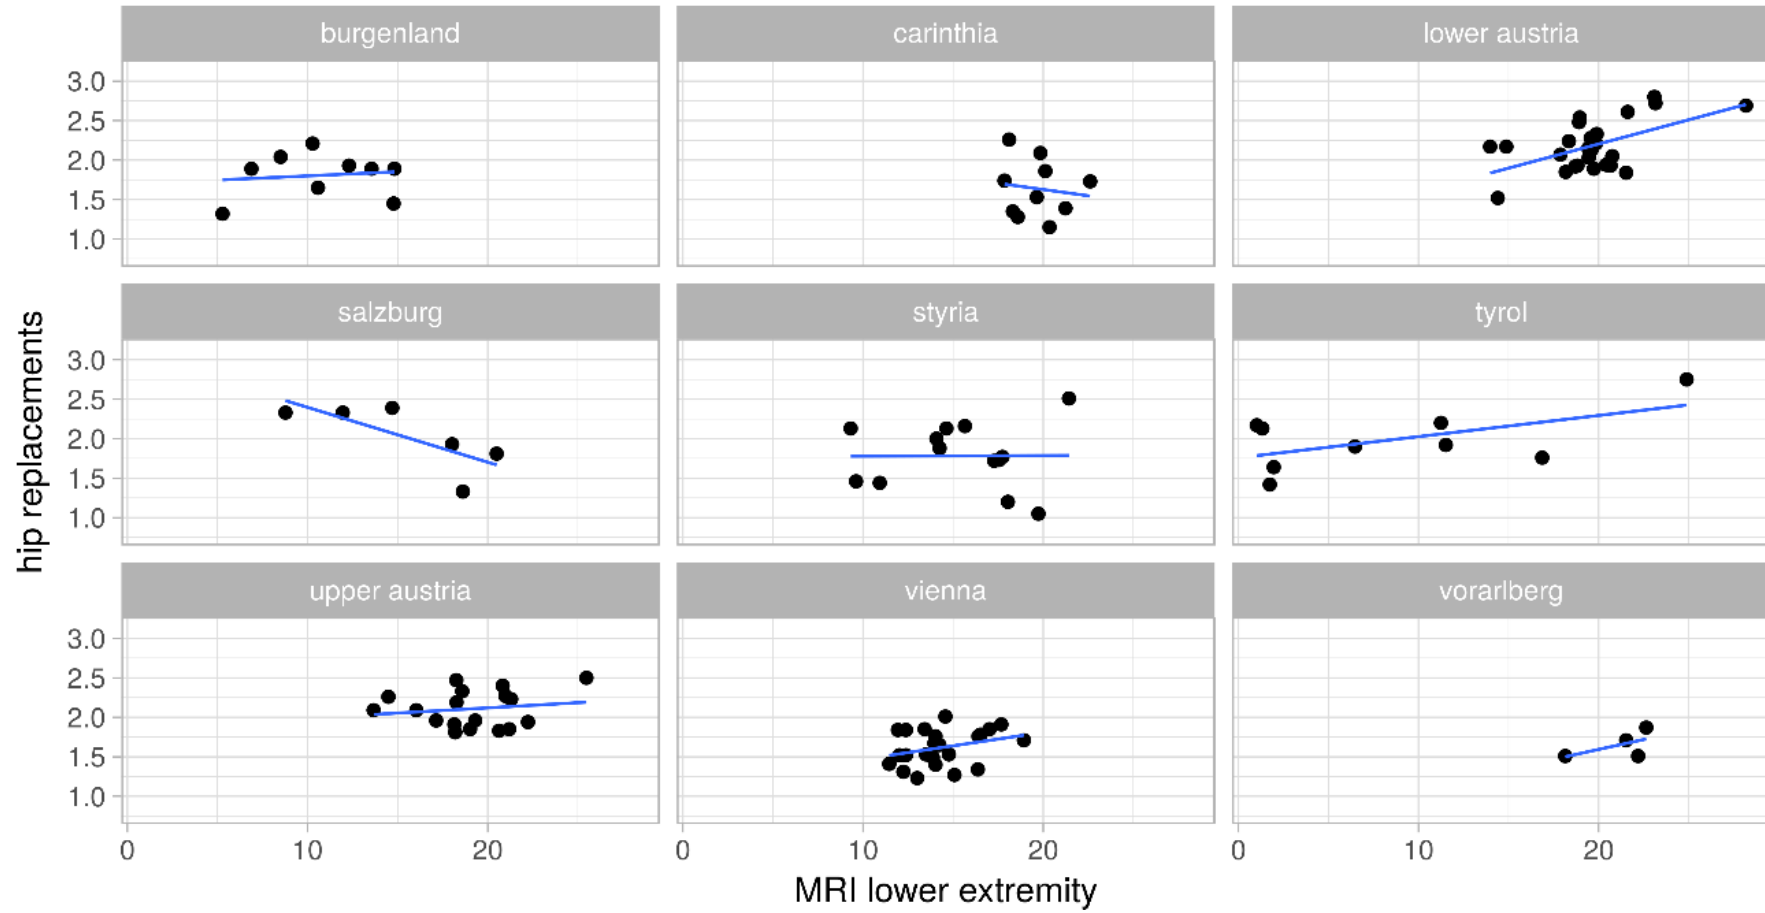 burgenland carinthia lower austria
3.0
2.5
2.0
1.5
1.0
salzburg styria tyrol
3.0
2.5
2.0
1.5
1.0
hip replacements
upper austria vienna vorarlberg
3.0
2.5
2.0
1.5
1.0
0 10 20 0 10 20 0 10 20
MRI lower extremity